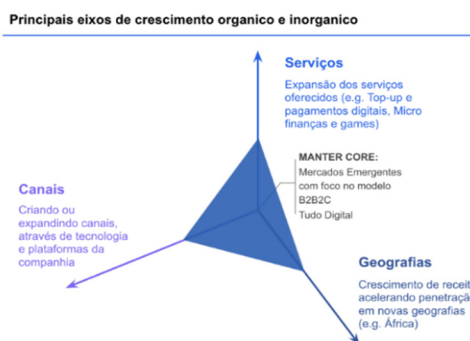 Principais eixos de crescimento organico e inorganico
Serviços
Expansão dos serviços
oferecidos (e.g. Top-up e
pagamentos digitais, Micro
finanças e games)
MANTER CORE:
Mercados Emergentes
com foco no modelo
B2B2C
Tudo Digital
Canais
Criando ou
expandindo canais,
através de tecnologia
e plataformas da
companhia
Geografias
Crescimento de
acelerando
em novas geografias
(e.g. África)